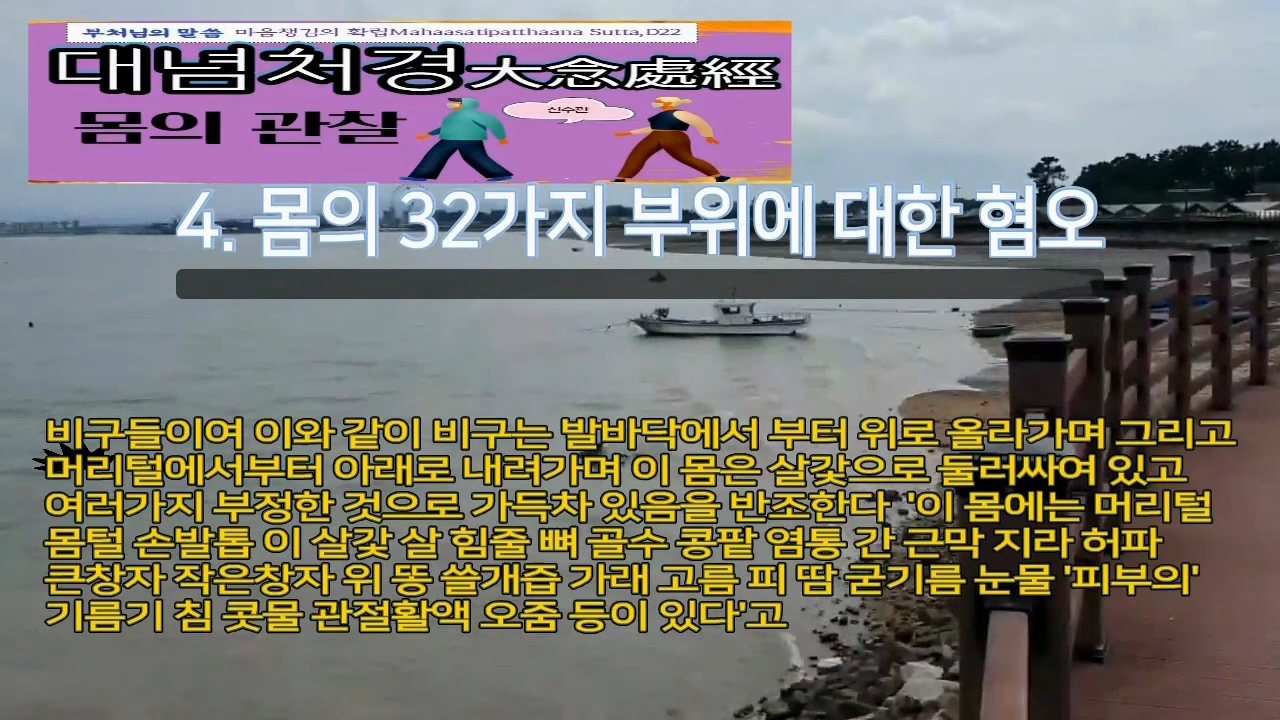 부처님의 말씀 마음챙김의 확립Mahaasatipatthaana Sutta,D22
대념처경大念處經
몸의 관찰
신수관
4. 몸의 32가지 부위에 대한 혐오
비구들이여 이와 같이 비구는 발바닥에서 부터 위로 올라가며 그리고
머리털에서부터 아래로 내려가며 이 몸은 살갗으로 둘러싸여 있고
여러가지 부정한 것으로 가득차 있음을 반조한다 '이 몸에는 머리털
몸털 손발톱 이 살갗 살 힘줄 뼈 골수 콩팥 염통 간 근막 지라 허파
큰창자 작은창자 위 똥 쓸개즙 가래 고름 피 땀 굳기름 눈물 '피부의'
기름기 침 콧물 관절활액 오줌 등이 있다'고